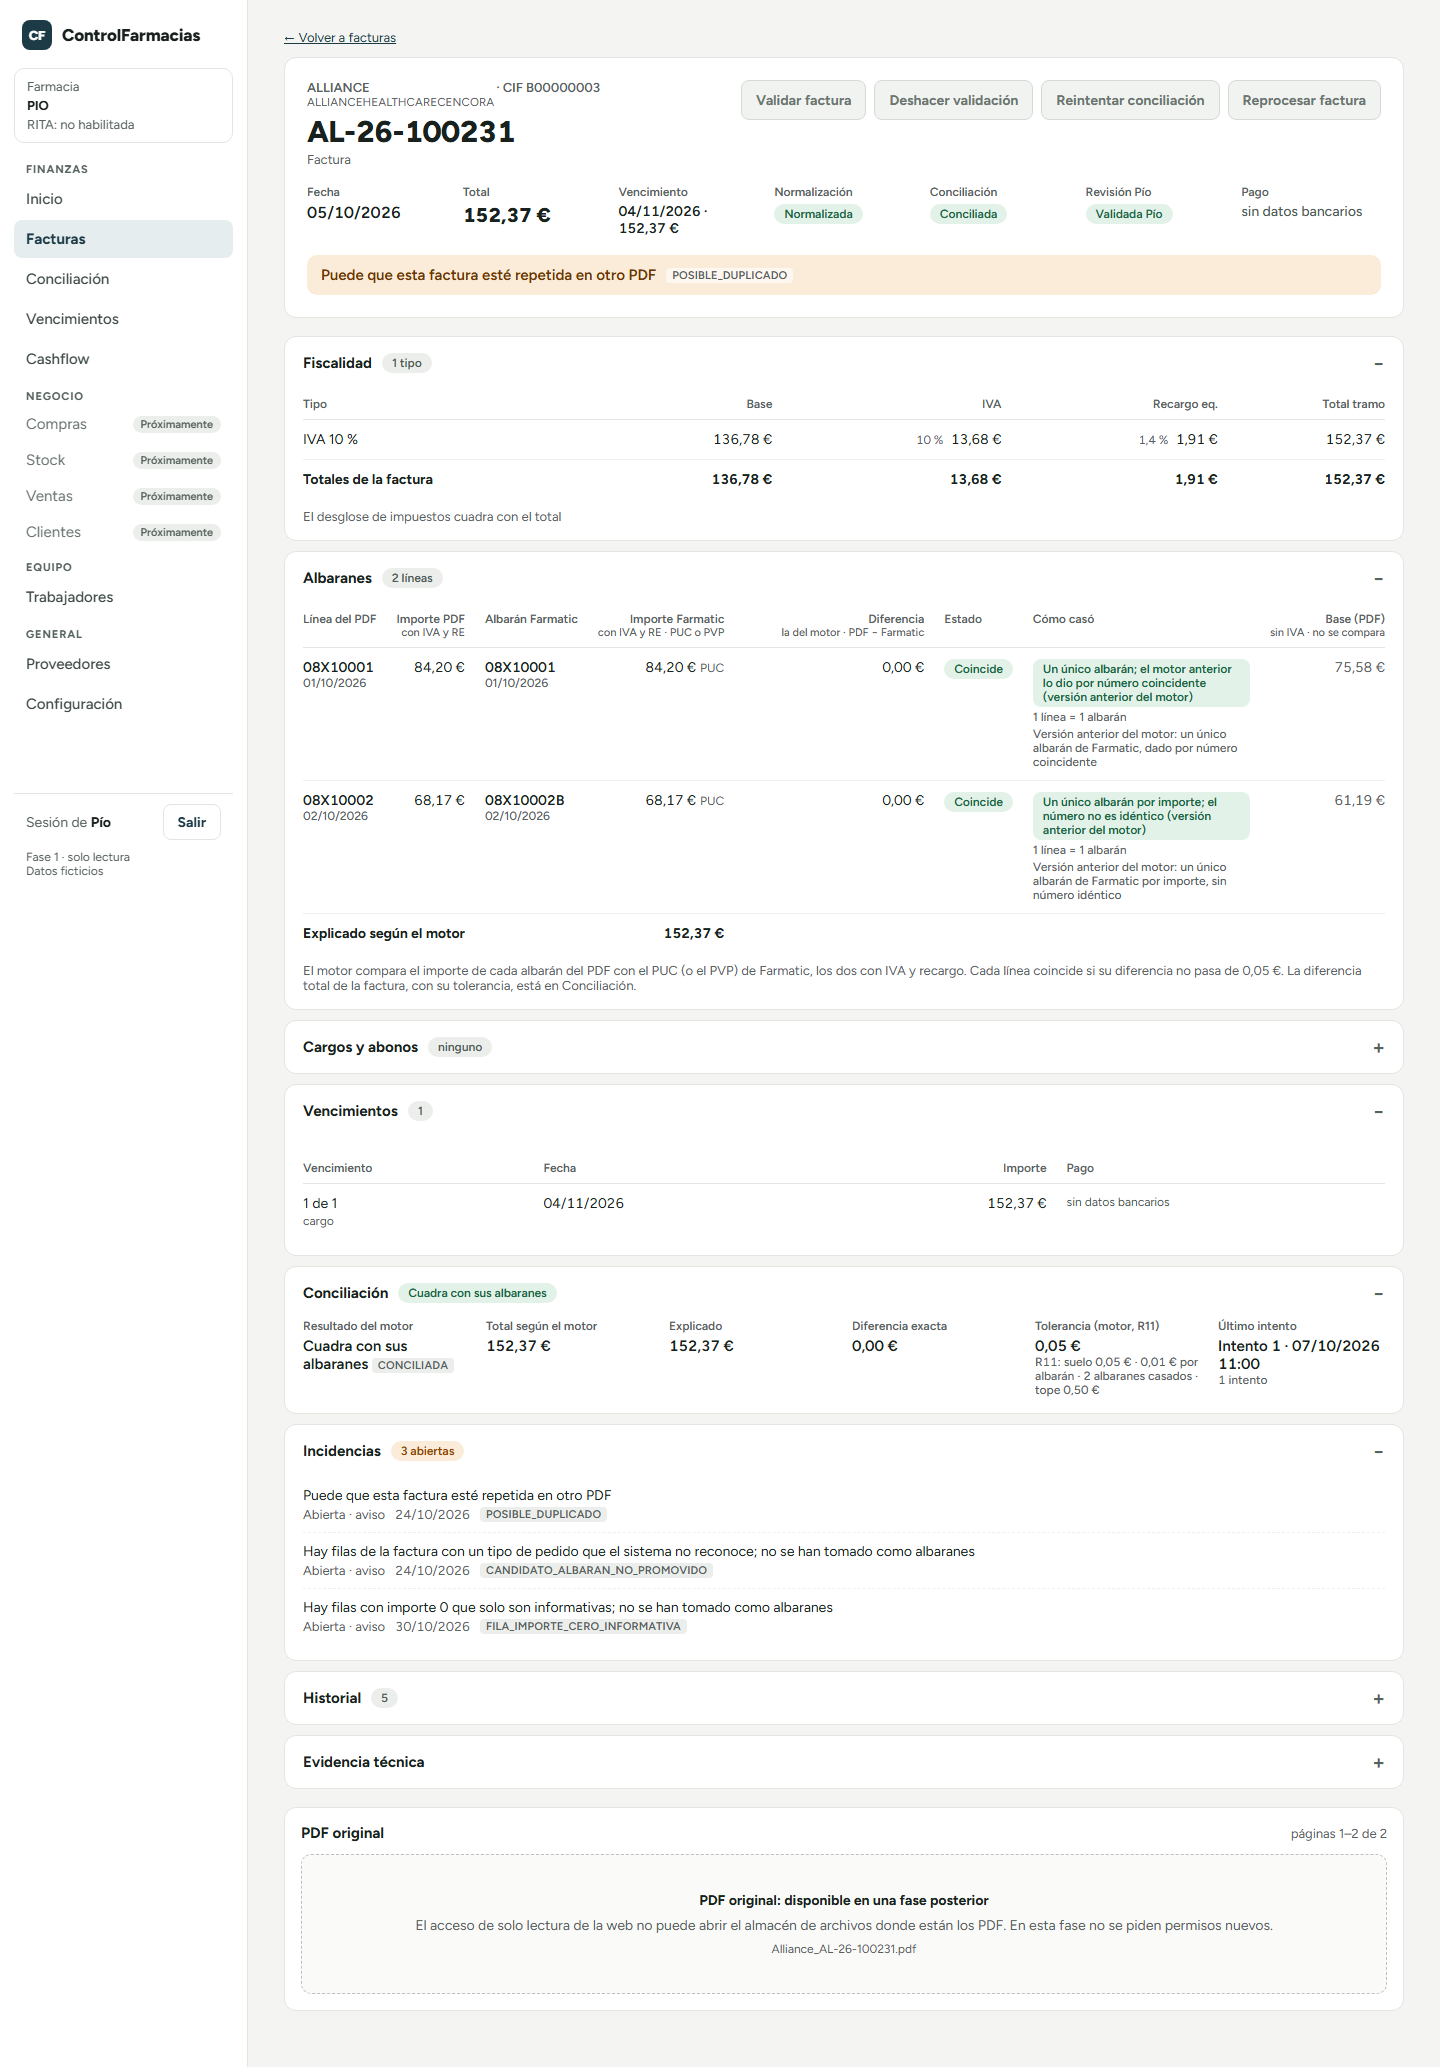 CF ControlFarmacias
Farmacia
PIO
RITA: no habilitada
FINANZAS
Inicio
Facturas
Conciliación
Vencimientos
Cashflow
NEGOCIO
Compras Próximamente
Stock Próximamente
Ventas Próximamente
Clientes Próximamente
EQUIPO
Trabajadores
GENERAL
Proveedores
Configuración
Sesión de Pío Salir
Fase 1 · solo lectura
Datos ficticios
← Volver a facturas
ALLIANCE · CIF B00000003
ALLIANCEHEALTHCARECENCORA
AL-26-100231
Factura
Validar factura Deshacer validación Reintentar conciliación Reprocesar factura
Fecha Total Vencimiento Normalización Conciliación Revisión Pío Pago
05/10/2026 152,37 € 04/11/2026 · Normalizada Conciliada Validada Pío sin datos bancarios
152,37 €
Puede que esta factura esté repetida en otro PDF POSIBLE_DUPLICADO
Fiscalidad 1 tipo −
Tipo Base IVA Recargo eq. Total tramo
IVA 10 % 136,78 € 10 % 13,68 € 1,4 % 1,91 € 152,37 €
Totales de la factura 136,78 € 13,68 € 1,91 € 152,37 €
El desglose de impuestos cuadra con el total
Albaranes 2 líneas −
Línea del PDF Importe PDF Albarán Farmatic Importe Farmatic Diferencia Estado Cómo casó Base (PDF)
con IVA y RE con IVA y RE · PUC o PVP la del motor · PDF − Farmatic sin IVA · no se compara
08X10001 84,20 € 08X10001 84,20 € PUC 0,00 € Coincide Un único albarán; el motor anterior 75,58 €
01/10/2026 01/10/2026 lo dio por número coincidente
(versión anterior del motor)
1 línea = 1 albarán
Versión anterior del motor: un único
albarán de Farmatic, dado por número
coincidente
08X10002 68,17 € 08X10002B 68,17 € PUC 0,00 € Coincide Un único albarán por importe; el 61,19 €
02/10/2026 02/10/2026 número no es idéntico (versión
anterior del motor)
1 línea = 1 albarán
Versión anterior del motor: un único
albarán de Farmatic por importe, sin
número idéntico
Explicado según el motor 152,37 €
El motor compara el importe de cada albarán del PDF con el PUC (o el PVP) de Farmatic, los dos con IVA y recargo. Cada línea coincide si su diferencia no pasa de 0,05 €. La diferencia
total de la factura, con su tolerancia, está en Conciliación.
Cargos y abonos ninguno +
Vencimientos 1 −
Vencimiento Fecha Importe Pago
1 de 1 04/11/2026 152,37 € sin datos bancarios
cargo
Conciliación Cuadra con sus albaranes −
Resultado del motor Total según el motor Explicado Diferencia exacta Tolerancia (motor, R11) Último intento
Cuadra con sus 152,37 € 152,37 € 0,00 € 0,05 € Intento 1 · 07/10/2026
albaranes CONCILIADA R11: suelo 0,05 € · 0,01 € por 11:00
albarán · 2 albaranes casados · 1 intento
tope 0,50 €
Incidencias 3 abiertas −
Puede que esta factura esté repetida en otro PDF
Abierta · aviso 24/10/2026 POSIBLE_DUPLICADO
Hay filas de la factura con un tipo de pedido que el sistema no reconoce; no se han tomado como albaranes
Abierta · aviso 24/10/2026 CANDIDATO_ALBARAN_NO_PROMOVIDO
Hay filas con importe 0 que solo son informativas; no se han tomado como albaranes
Abierta · aviso 30/10/2026 FILA_IMPORTE_CERO_INFORMATIVA
Historial 5 +
Evidencia técnica +
PDF original páginas 1–2 de 2
PDF original: disponible en una fase posterior
El acceso de solo lectura de la web no puede abrir el almacén de archivos donde están los PDF. En esta fase no se piden permisos nuevos.
Alliance_AL-26-100231.pdf